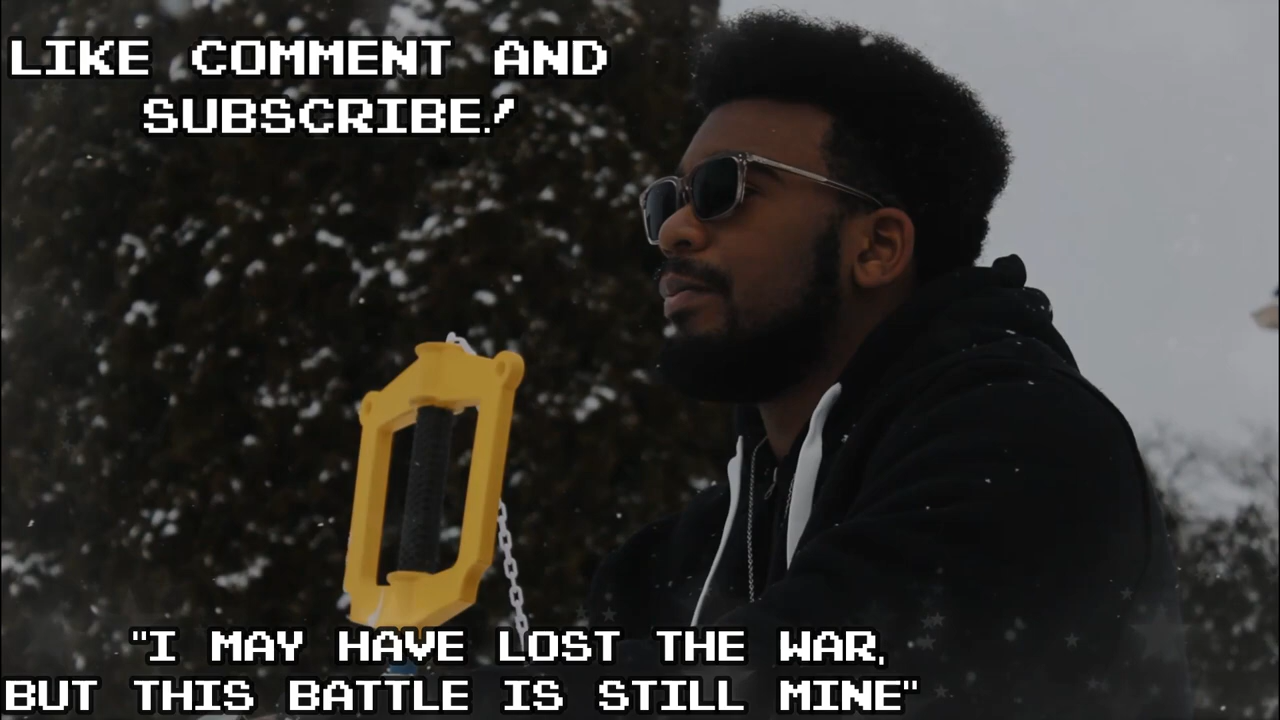 LIKE COMMENT AND
SUBSCRIBE!
"I MAY HAVE LOST THE WAR,
BUT THIS BATTLE IS STILL MINE"